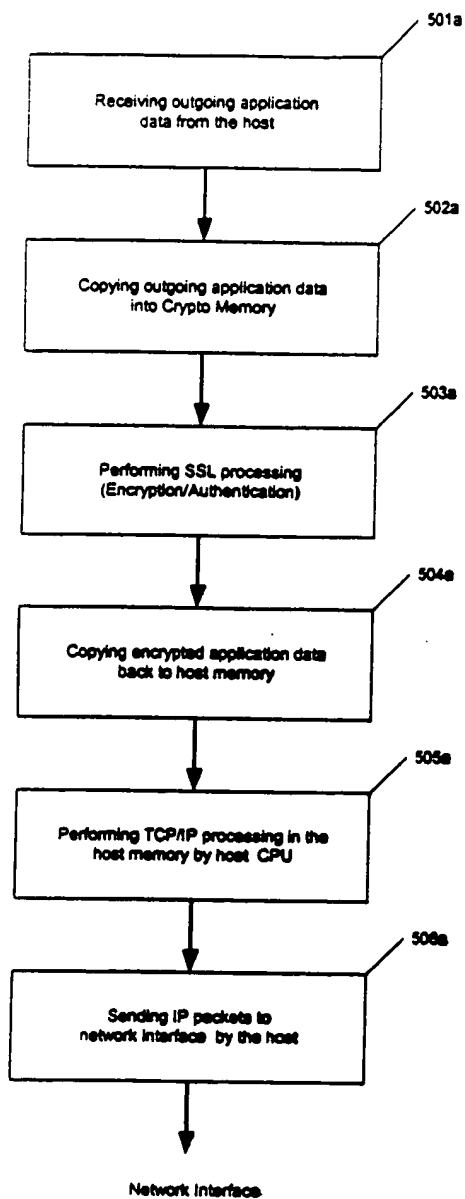 501a
Receiving outgoing application
data from the host
502a
Copying outgoing application data
into Crypto Memory
503a
Performing SSL processing
(Encryption/Authentication)
504a
Copying encrypted application data
back to host memory
505a
Performing TCP/IP processing in the
host memory by host CPU
506a
Sending IP packets to
network interface by the host
Network Interface